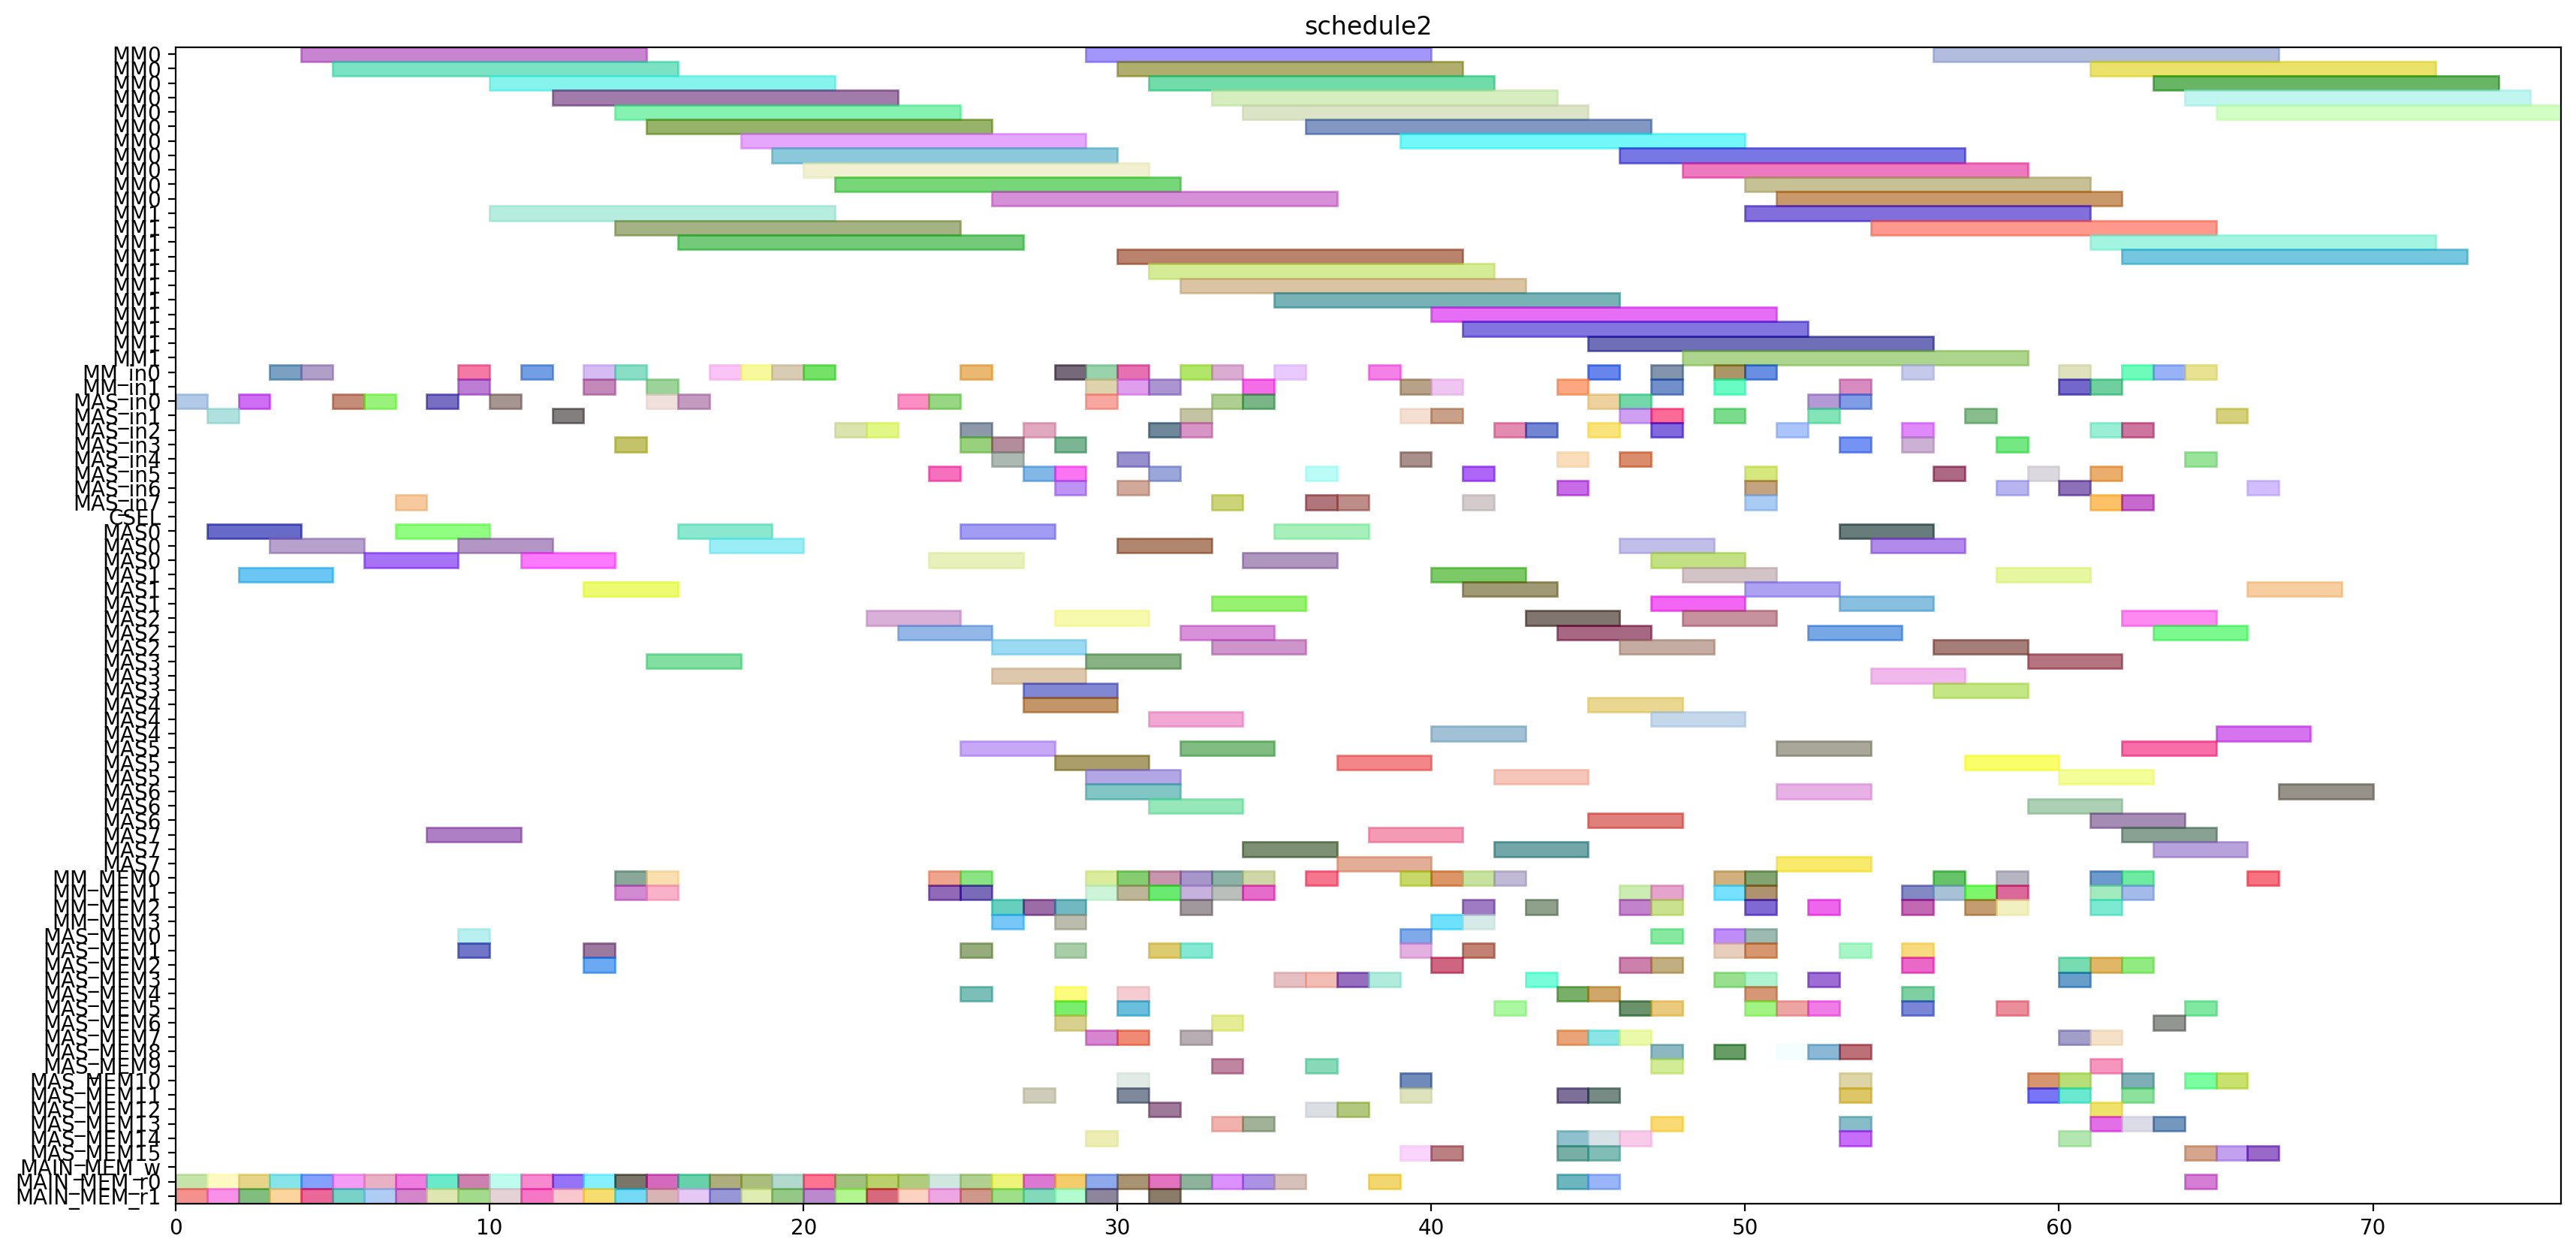 schedule2
MM0
MM0
MM0
MM0
MM0
MM0
MM0
MM0
MM0
MM0
MM0
MM1
MM1
MM1
MM1
MM1
MM1
MM1
MM1
MM1
MM1
MM1
MM_in0
MM_in1
MAS_in0
MAS_in1
MAS_in2
MAS_in3
MAS_in4
MAS_in5
MAS_in6
MAS_in7
CSEL
MAS0
MAS0
MAS0
MAS1
MAS1
MAS1
MAS2
MAS2
MAS2
MAS3
MAS3
MAS3
MAS4
MAS4
MAS4
MAS5
MAS5
MAS5
MAS6
MAS6
MAS6
MAS7
MAS7
MAS7
MM_MEM0
MM_MEM1
MM_MEM2
MM_MEM3
MAS_MEM0
MAS_MEM1
MAS_MEM2
MAS_MEM3
MAS_MEM4
MAS_MEM5
MAS_MEM6
MAS_MEM7
MAS_MEM8
MAS_MEM9
MAS_MEM10
MAS_MEM11
MAS_MEM12
MAS_MEM13
MAS_MEM14
MAS_MEM15
MAIN_MEM_w
MAIN_MEM_r0
MAIN_MEM_r1
0 10 20 30 40 50 60 70